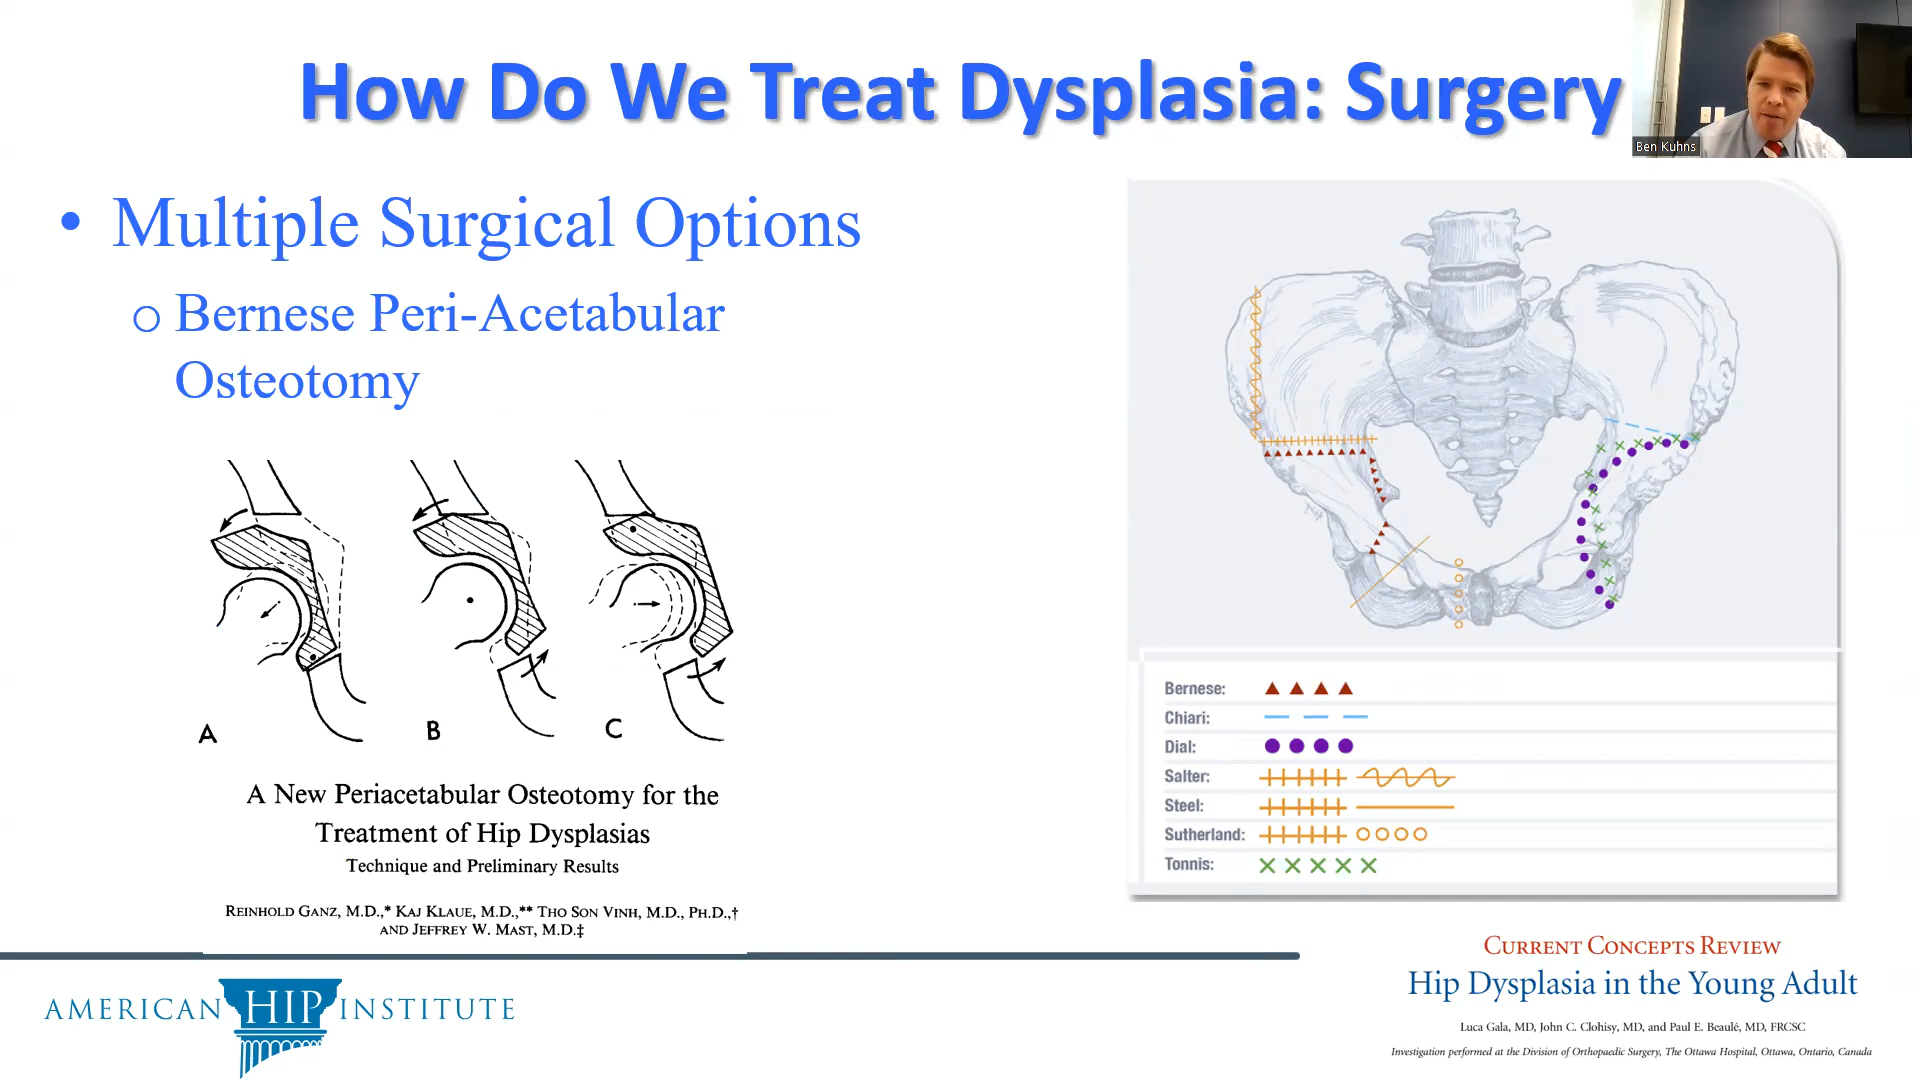 How Do We Treat Dysplasia: Surgery
Ben Kuhns
• Multiple Surgical Options
o Bernese Peri-Acetabular
Osteotomy
A
B
C
A New Periacetabular Osteotomy for the
Treatment of Hip Dysplasias
Technique and Preliminary Results
REINHOLD GANZ, M.D.,* KAJ KLAUE, M.D.,** THO SON VINH, M.D., PH.D.,†
AND JEFFREY W. MAST, M.D.‡
Bernese:
Chiari:
Dial:
Salter:
Steel:
Sutherland:
Tonnis:
AMERICAN HIP INSTITUTE
CURRENT CONCEPTS REVIEW
Hip Dysplasia in the Young Adult
Luca Gala, MD, John C. Clohisy, MD, and Paul E. Beaulé, MD, FRCSC
Investigation performed at the Division of Orthopaedic Surgery, The Ottawa Hospital, Ottawa, Ontario, Canada